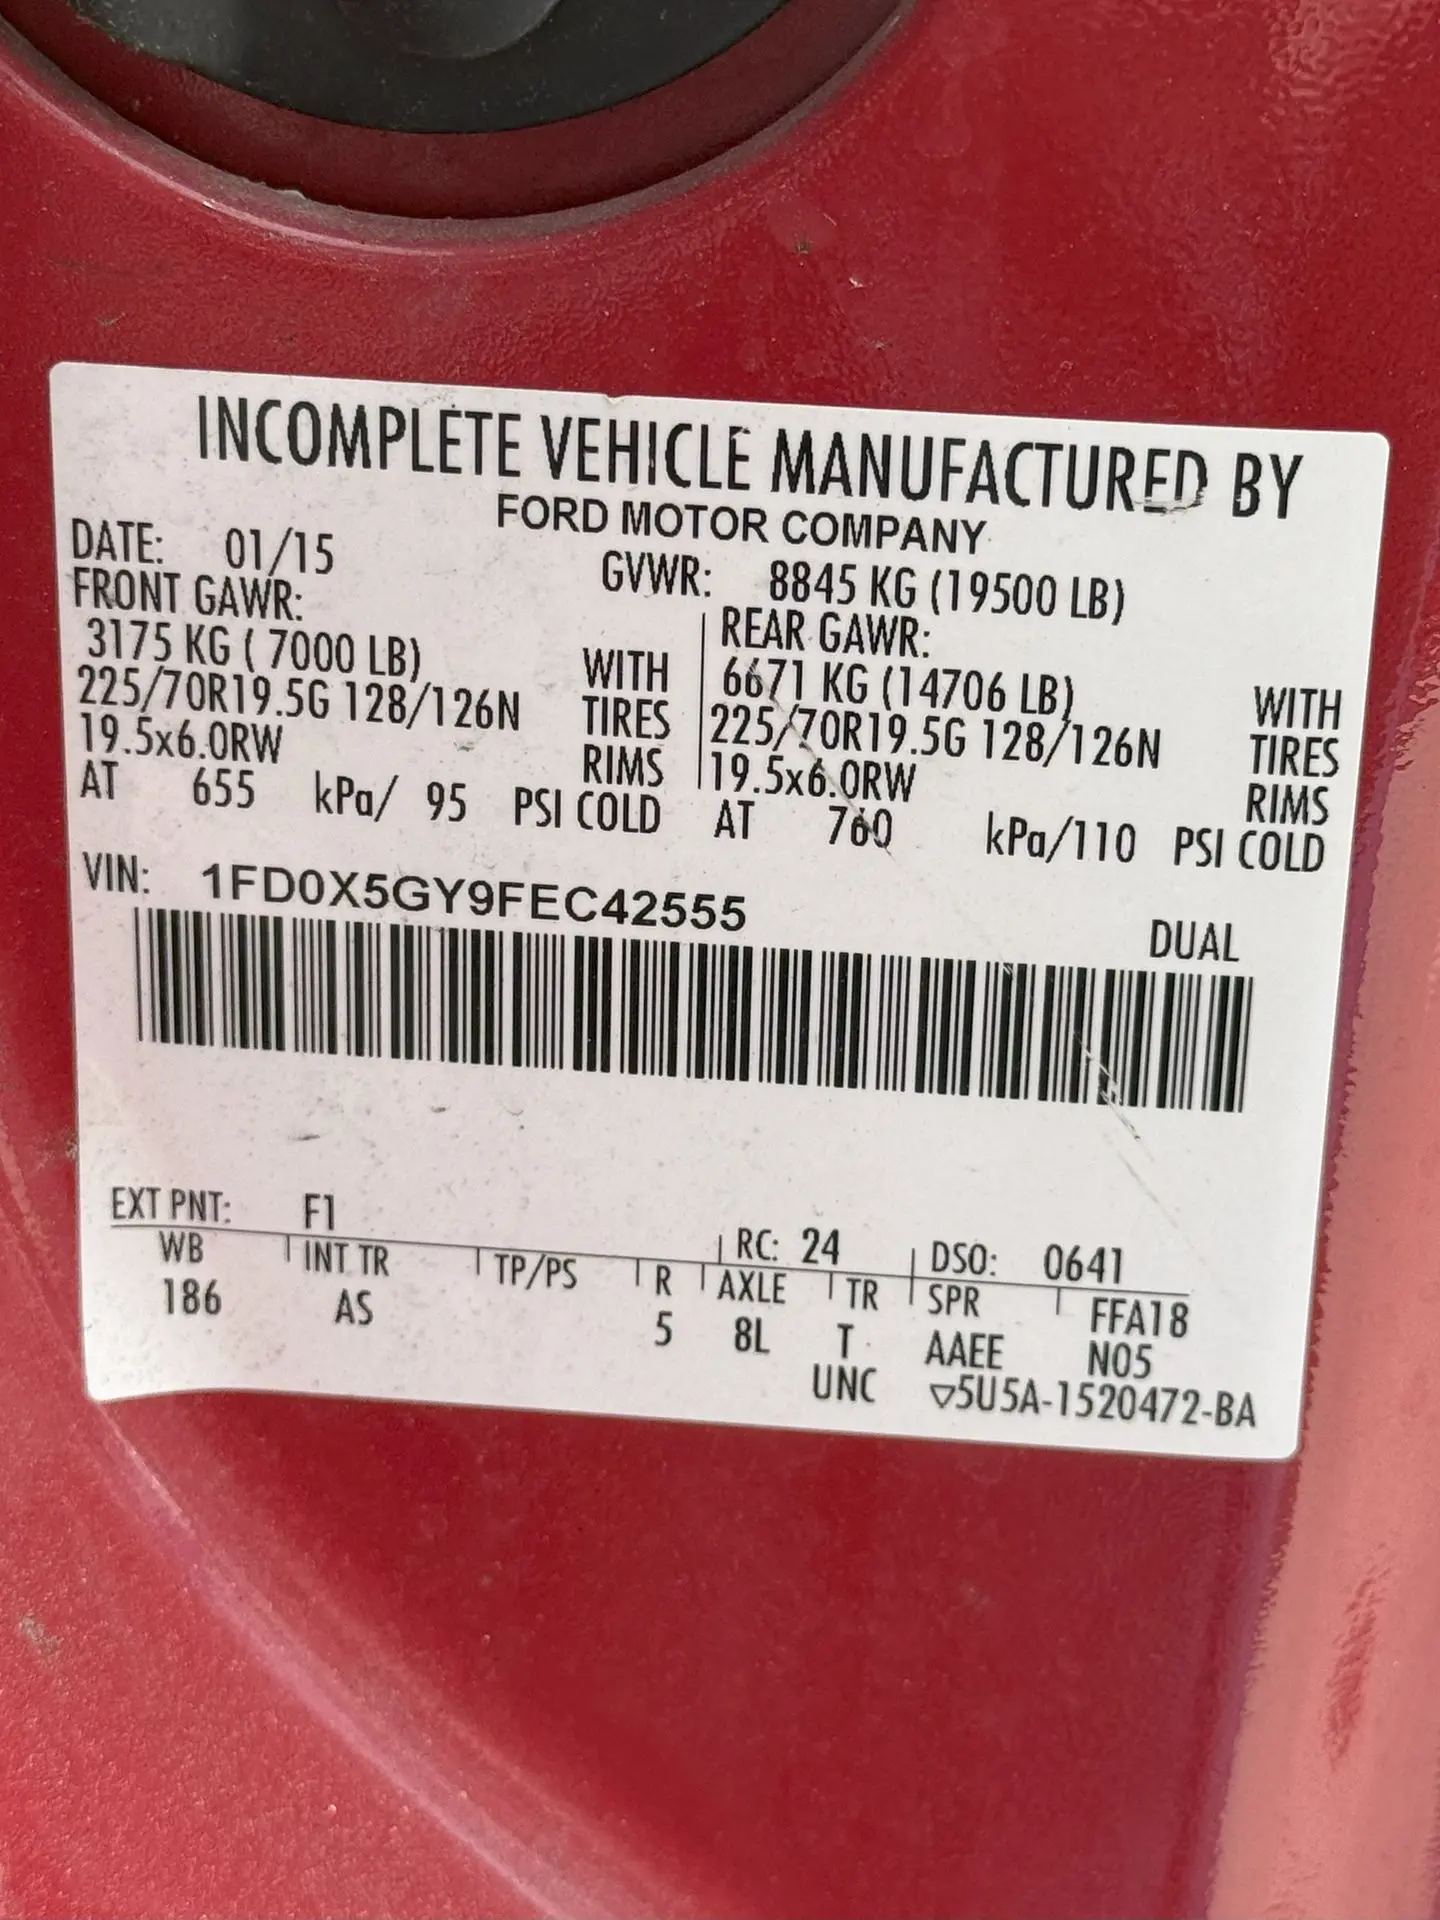 INCOMPLETE VEHICLE MANUFACTURED BY
FORD MOTOR COMPANY
DATE: 01/15
GVWR: 8845 KG (19500 LB)
FRONT GAWR:
3175 KG ( 7000 LB) WITH
225/70R19.5G 128/126N TIRES
19.5x6.0RW RIMS
AT 655 kPa/ 95 PSI COLD
REAR GAWR:
6671 KG (14706 LB) WITH
225/70R19.5G 128/126N TIRES
19.5x6.0RW RIMS
AT 760 kPa/110 PSI COLD
VIN: 1FD0X5GY9FEC42555
DUAL
EXT PNT: F1 RC: 24 DSO: 0641
WB INT TR TP/PS R AXLE TR SPR FFA18
186 AS 5 8L T AAEE N05
UNC ▽5U5A-1520472-BA